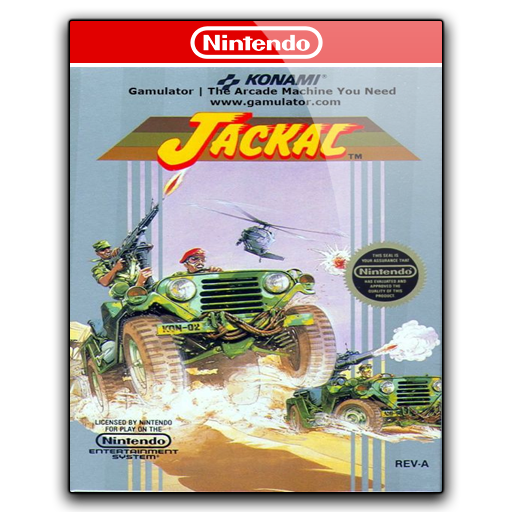 Nintendo
KONAMI®
Gamulator | The Arcade Machine You Need
www.gamulator.com
JACKAL
TM
THIS SEAL IS
YOUR ASSURANCE THAT
Nintendo
HAS EVALUATED AND
APPROVED THE
QUALITY OF THIS
PRODUCT.
KON-02
LICENSED BY NINTENDO
FOR PLAY ON THE
Nintendo
ENTERTAINMENT
SYSTEM
REV-A